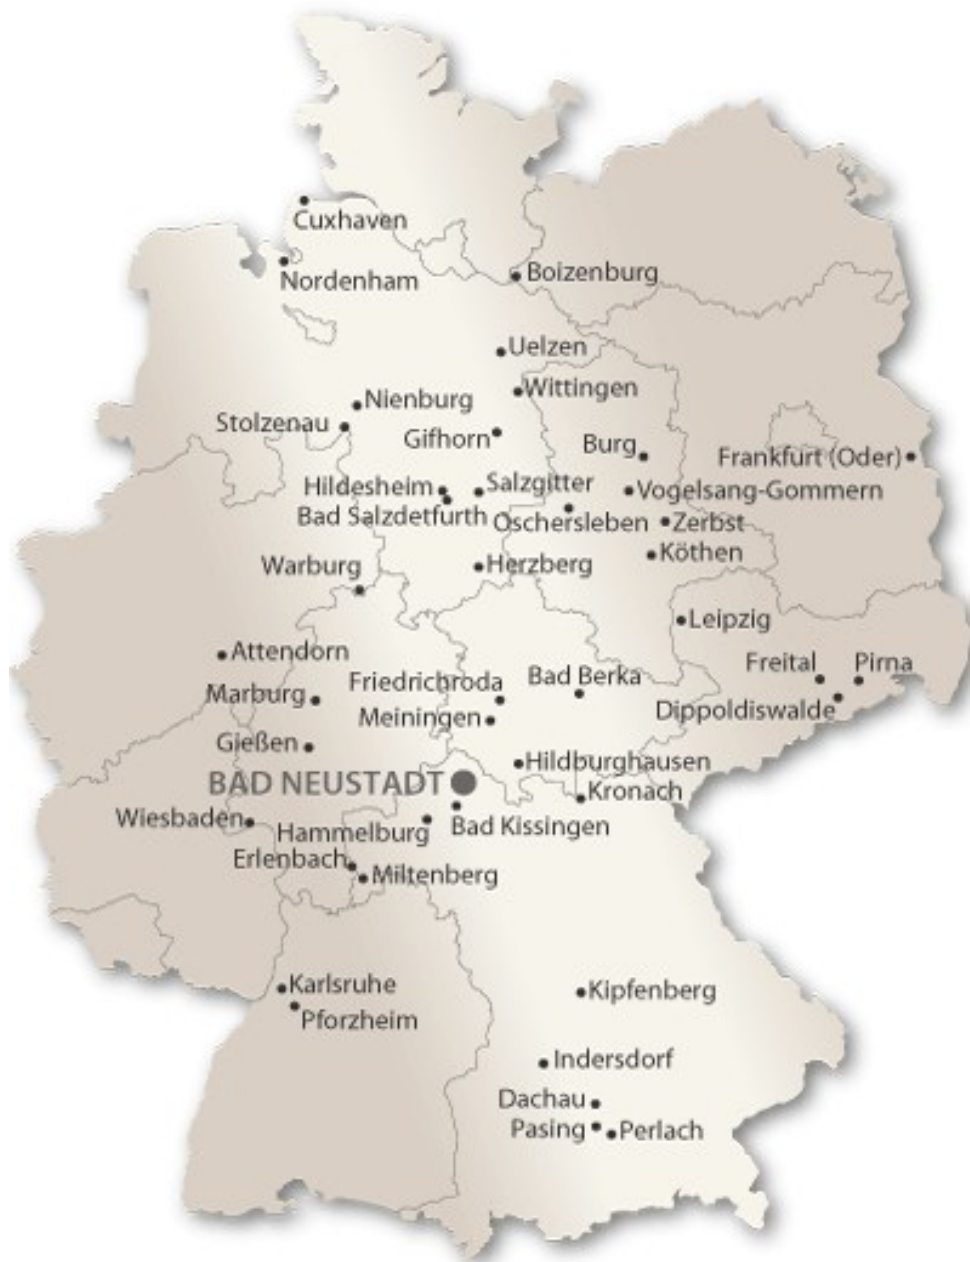 Cuxhaven
Nordenham
Boizenburg
Uelzen
Wittingen
Nienburg
Stolzenau
Gifhorn
Burg
Frankfurt (Oder)
Hildesheim
Salzgitter
Vogelsang-Gommern
Bad Salzdetfurth
Oschersleben
Zerbst
Köthen
Warburg
Herzberg
Leipzig
Attendorn
Freital
Pirna
Friedrichroda
Bad Berka
Marburg
Meiningen
Dippoldiswalde
Gießen
Hildburghausen
BAD NEUSTADT
Kronach
Wiesbaden
Hammelburg
Bad Kissingen
Erlenbach
Miltenberg
Karlsruhe
Kipfenberg
Pforzheim
Indersdorf
Dachau
Pasing
Perlach